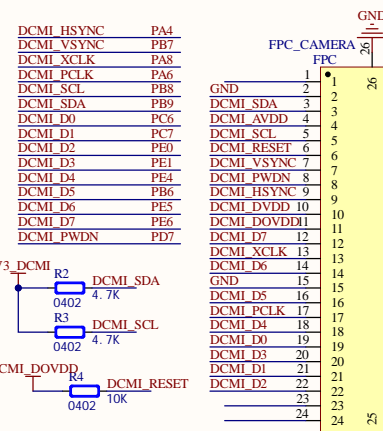 GND
DCMI_HSYNC PA4
DCMI_VSYNC PB7
DCMI_XCLK PA8
DCMI_PCLK PA6
DCMI_SCL PB8
DCMI_SDA PB9
DCMI_D0 PC6
DCMI_D1 PC7
DCMI_D2 PE0
DCMI_D3 PE1
DCMI_D4 PE4
DCMI_D5 PB6
DCMI_D6 PE5
DCMI_D7 PE6
DCMI_PWDN PD7
V3_DCMI
R2 DCMI_SDA
0402 4.7K
R3 DCMI_SCL
0402 4.7K
CMI_DOVDD
R4 DCMI_RESET
0402 10K
FPC_CAMERA
FPC
26 26
1 1
GND 2 2
DCMI_SDA 3 3
DCMI_AVDD 4 4
DCMI_SCL 5 5
DCMI_RESET 6 6
DCMI_VSYNC 7 7
DCMI_PWDN 8 8
DCMI_HSYNC 9 9
DCMI_DVDD 10 10
DCMI_DOVDD 11 11
DCMI_D7 12 12
DCMI_XCLK 13 13
DCMI_D6 14 14
GND 15 15
DCMI_D5 16 16
DCMI_PCLK 17 17
DCMI_D4 18 18
DCMI_D0 19 19
DCMI_D3 20 20
DCMI_D1 21 21
DCMI_D2 22 22
23 23
24 24
25